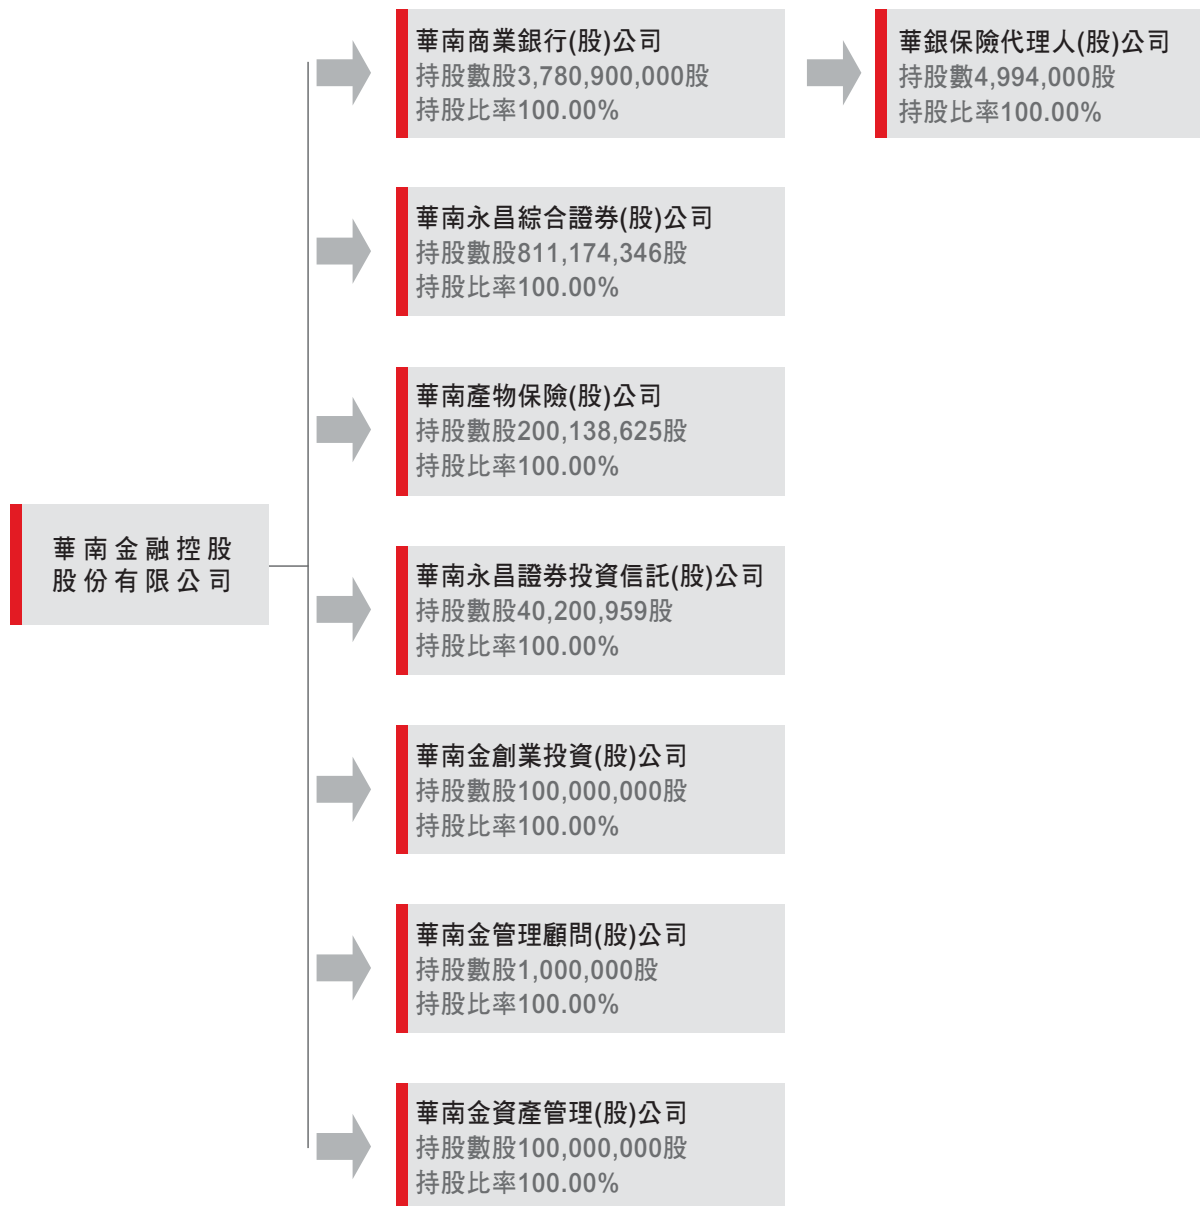 華南商業銀行(股)公司
持股數股3,780,900,000股
持股比率100.00%
華銀保險代理人(股)公司
持股數4,994,000股
持股比率100.00%
華南永昌綜合證券(股)公司
持股數股811,174,346股
持股比率100.00%
華南產物保險(股)公司
持股數股200,138,625股
持股比率100.00%
華南金融控股
股份有限公司
華南永昌證券投資信託(股)公司
持股數股40,200,959股
持股比率100.00%
華南金創業投資(股)公司
持股數股100,000,000股
持股比率100.00%
華南金管理顧問(股)公司
持股數股1,000,000股
持股比率100.00%
華南金資產管理(股)公司
持股數股100,000,000股
持股比率100.00%